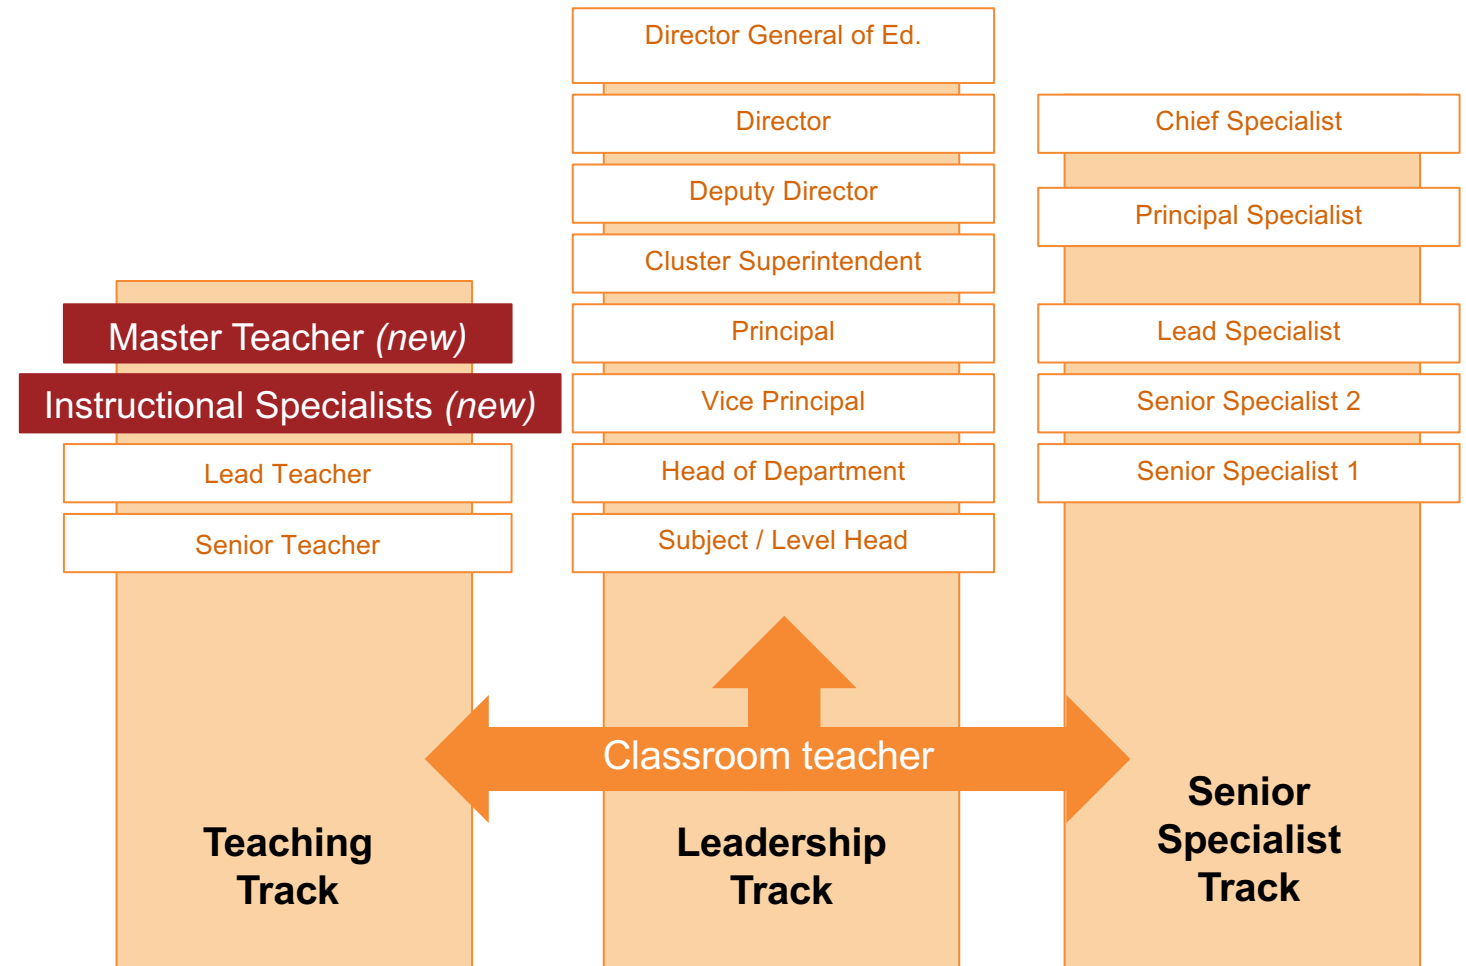 Director General of Ed.
Director
Deputy Director
Cluster Superintendent
Principal
Vice Principal
Head of Department
Subject / Level Head
Chief Specialist
Principal Specialist
Lead Specialist
Senior Specialist 2
Senior Specialist 1
Master Teacher (new)
Instructional Specialists (new)
Lead Teacher
Senior Teacher
Classroom teacher
Teaching
Track
Leadership
Track
Senior
Specialist
Track